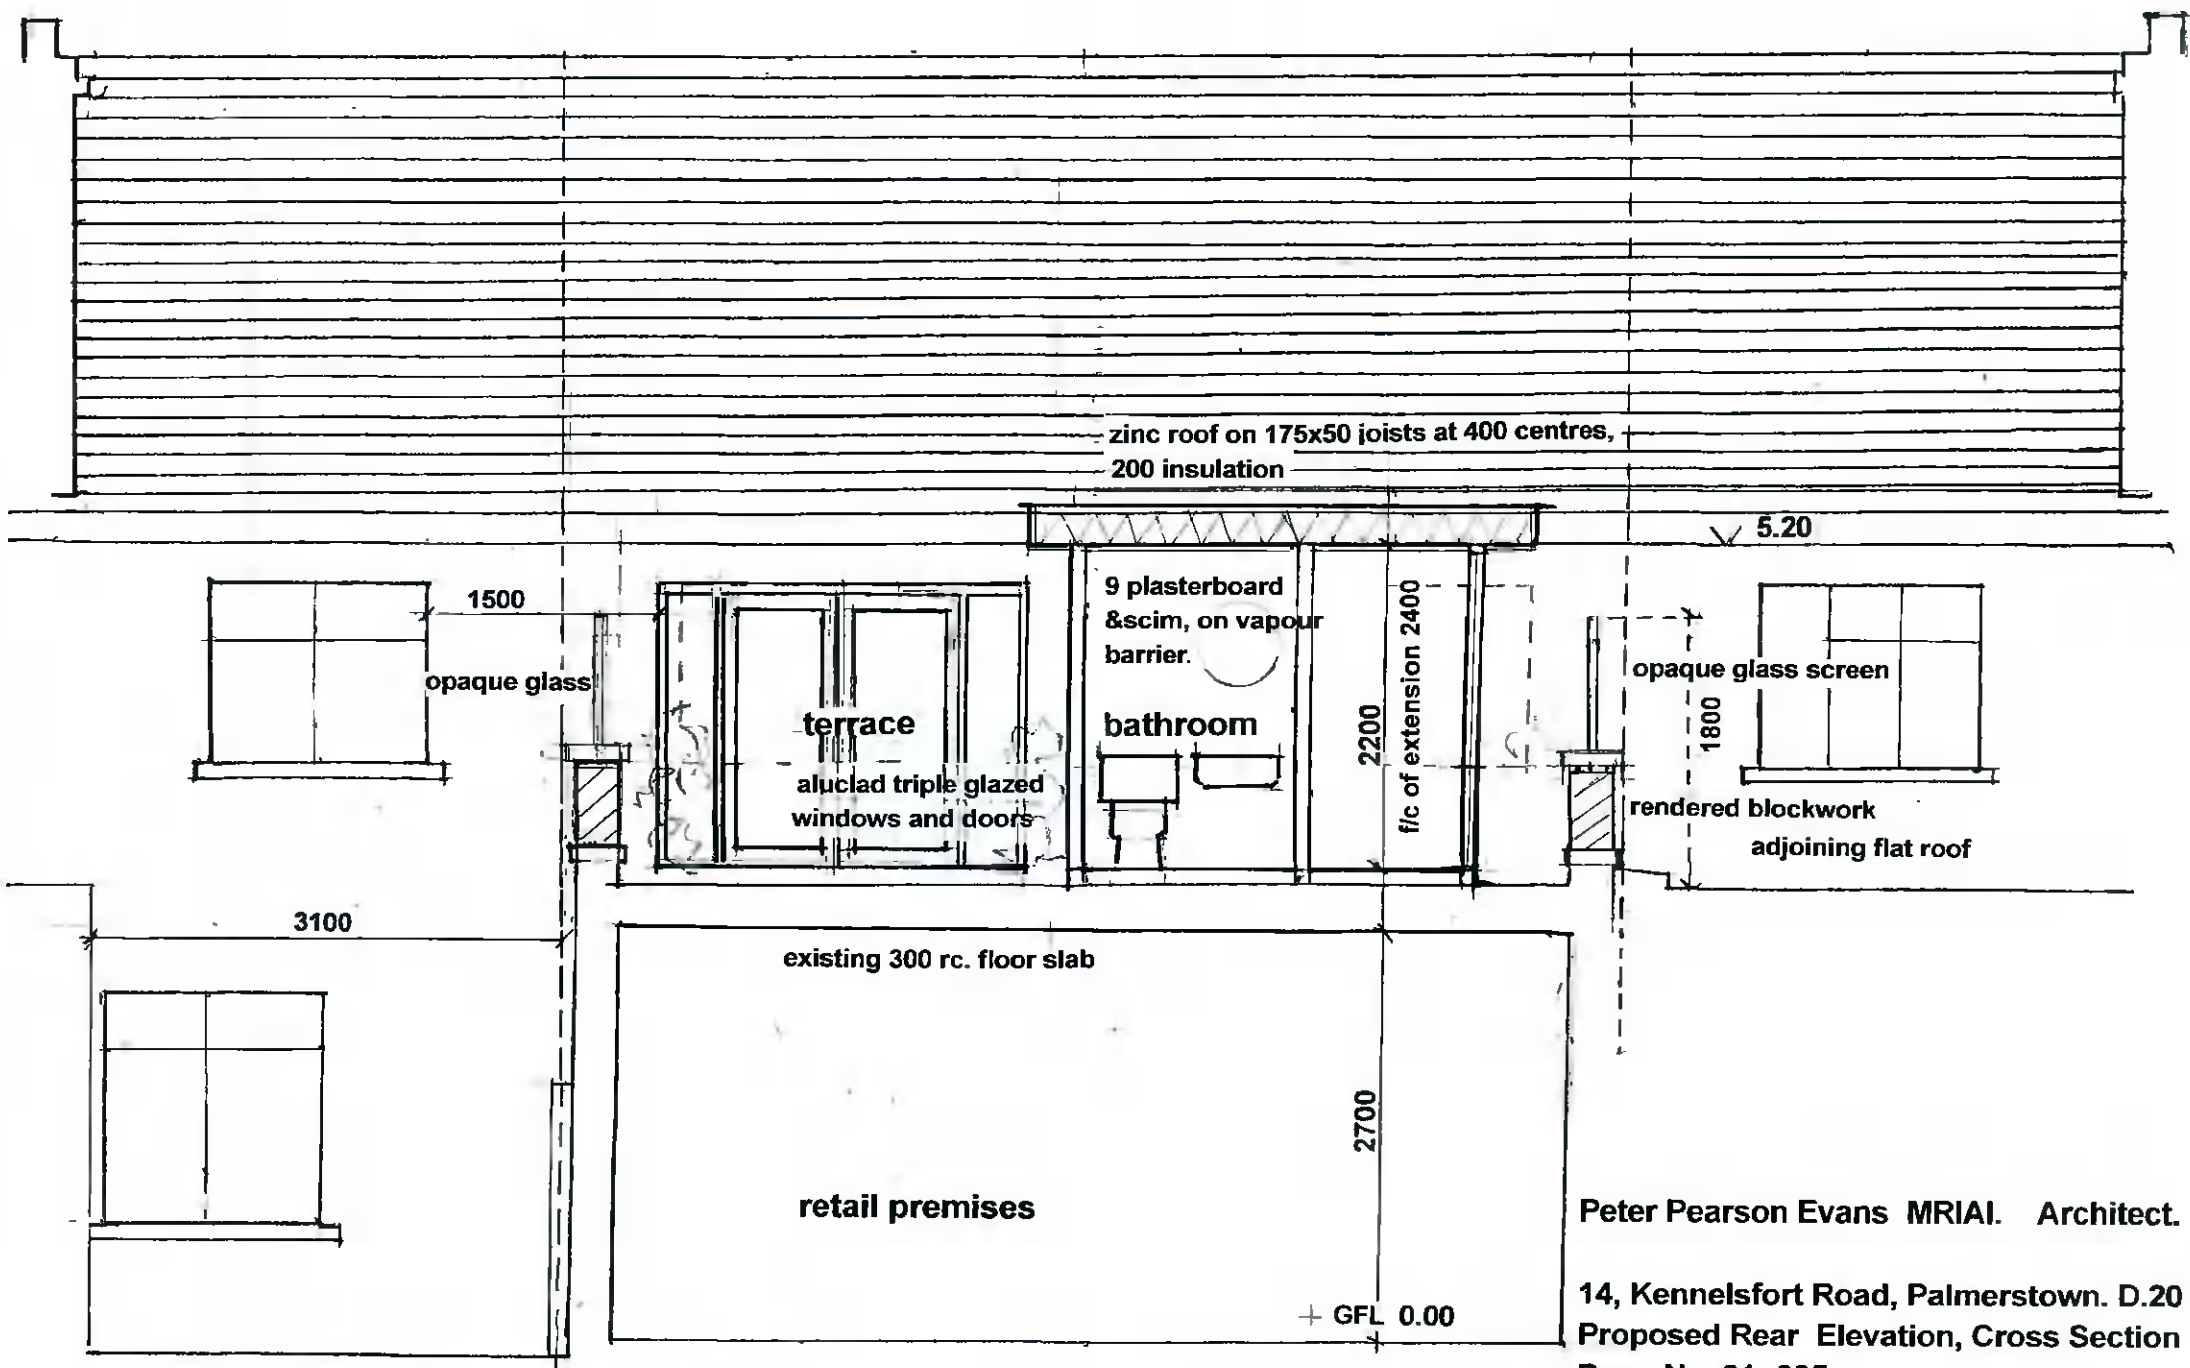 zinc roof on 175x50 joists at 400 centres,
200 insulation
5.20
1500
9 plasterboard
&scim, on vapour
barrier.
f/c of extension 2400
opaque glass
opaque glass screen
terrace
bathroom
2200
1800
aluclad triple glazed
windows and doors
rendered blockwork
adjoining flat roof
3100
existing 300 rc. floor slab
2700
retail premises
GFL 0.00
Peter Pearson Evans MRIAI. Architect.
14, Kennelsfort Road, Palmerstown. D.20
Proposed Rear Elevation, Cross Section